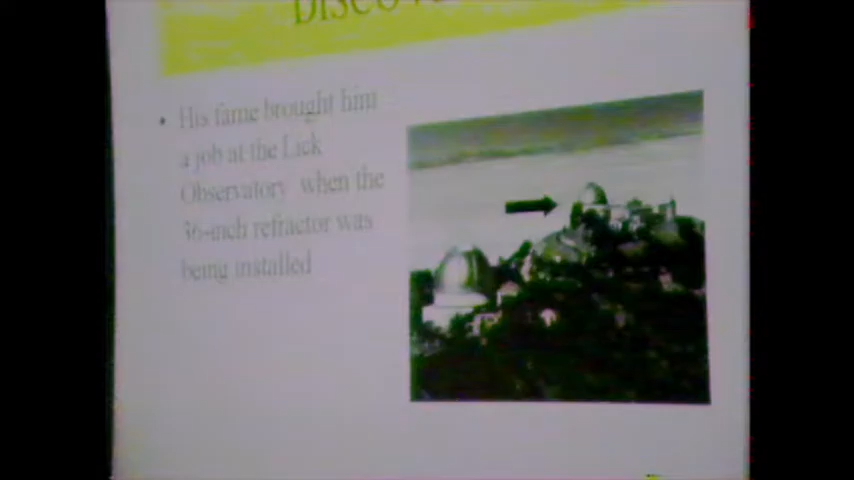 • His fame brought him
a job at the Lick
Observatory when the
36-inch refractor was
being installed